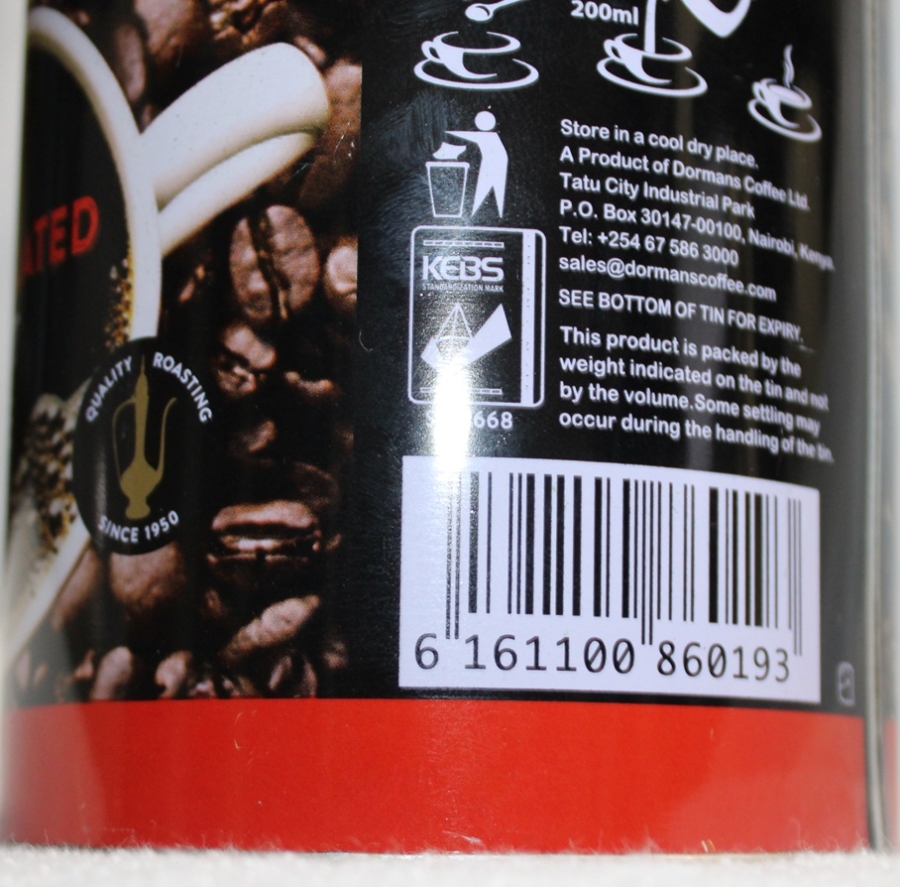 200ml
Store in a cool dry place.
A Product of Dormans Coffee Ltd.
Tatu City Industrial Park
P.O. Box 30147-00100, Nairobi, Kenya.
Tel: +254 67 586 3000
sales@dormanscoffee.com
SEE BOTTOM OF TIN FOR EXPIRY.
This product is packed by the
weight indicated on the tin and not
by the volume.Some settling may
occur during the handling of the tin.
KEBS
STANDARDIZATION MARK
QUALITY ROASTING
SINCE 1950
6 161100 860193